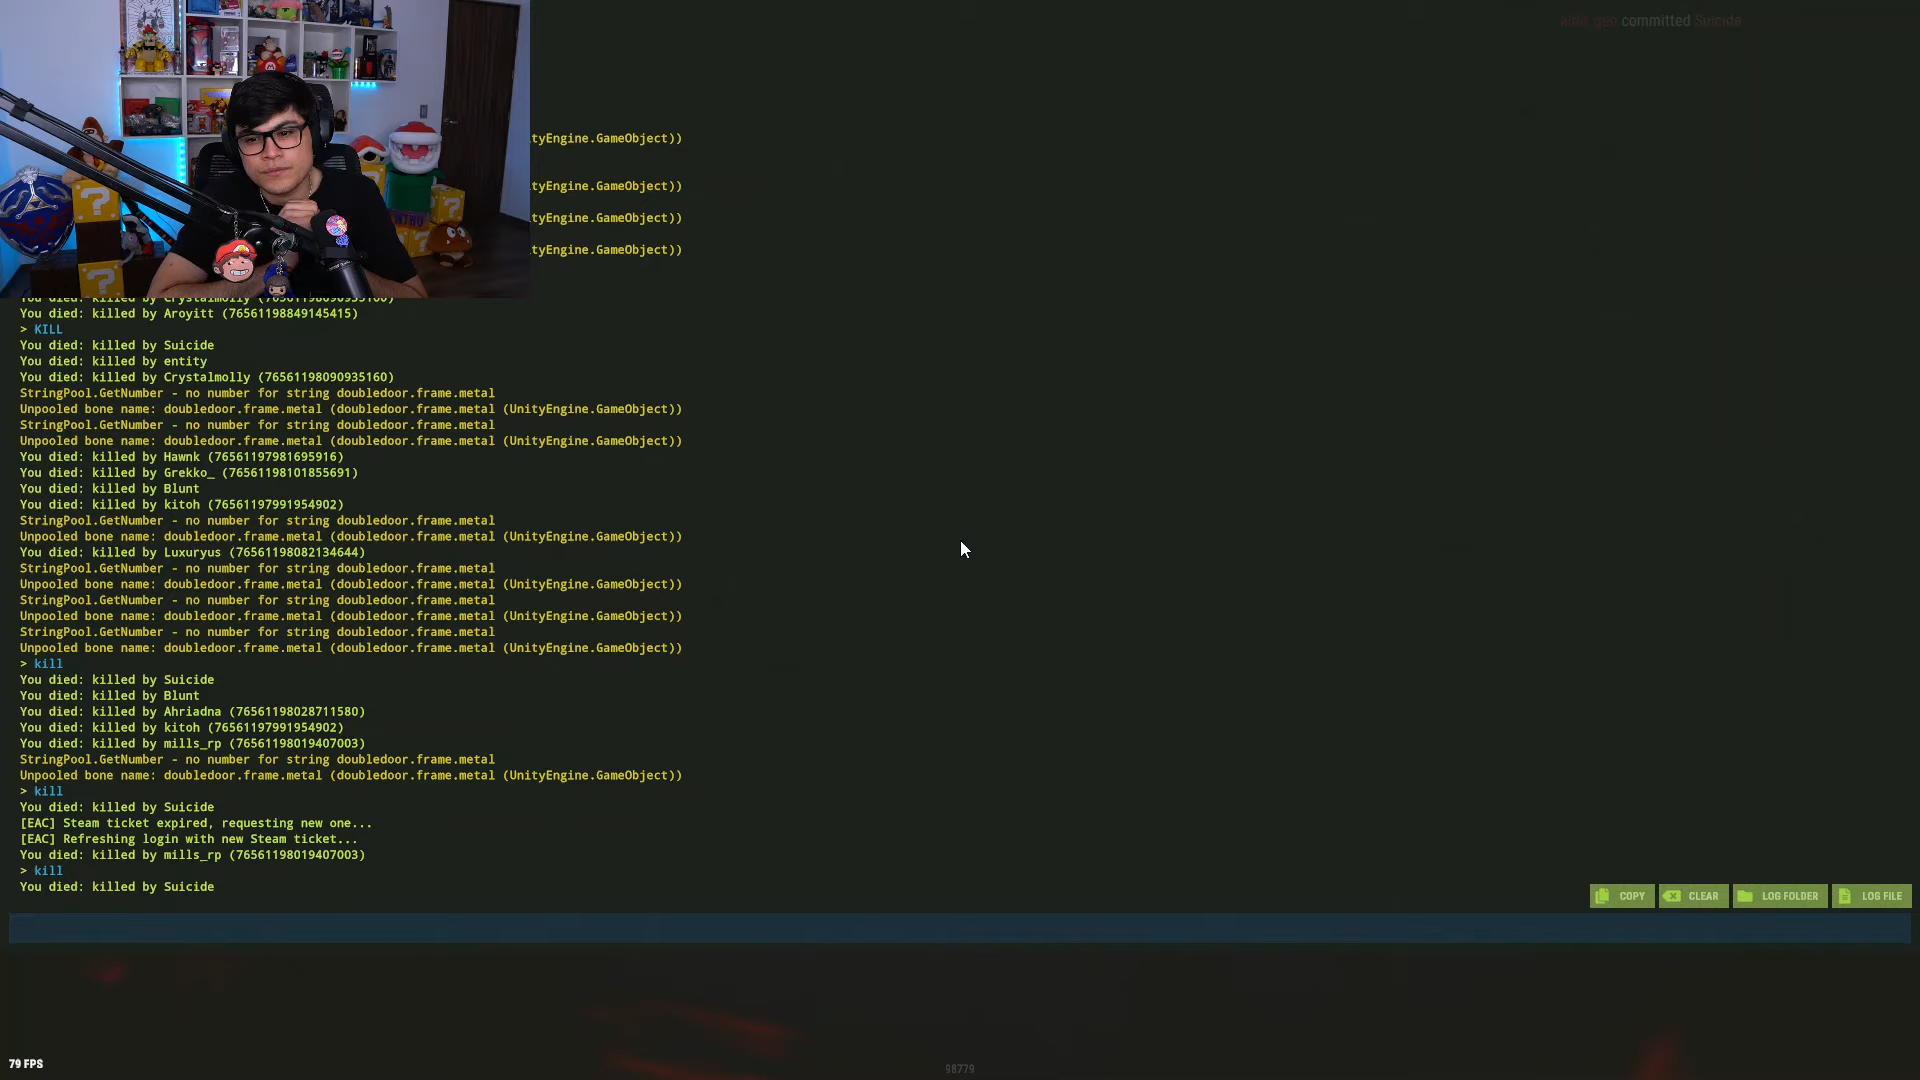 committed Suicide
ityEngine.GameObject))
ityEngine.GameObject))
ityEngine.GameObject))
ityEngine.GameObject))
You died: killed by Crystalmolly (76561198090935160)
You died: killed by Aroyitt (76561198849145415)
> KILL
You died: killed by Suicide
You died: killed by entity
You died: killed by Crystalmolly (76561198090935160)
StringPool.GetNumber - no number for string doubledoor.frame.metal
Unpooled bone name: doubledoor.frame.metal (doubledoor.frame.metal (UnityEngine.GameObject))
StringPool.GetNumber - no number for string doubledoor.frame.metal
Unpooled bone name: doubledoor.frame.metal (doubledoor.frame.metal (UnityEngine.GameObject))
You died: killed by Hawnk (76561197981695916)
You died: killed by Grekko_ (76561198101855691)
You died: killed by Blunt
You died: killed by kitoh (76561197991954902)
StringPool.GetNumber - no number for string doubledoor.frame.metal
Unpooled bone name: doubledoor.frame.metal (doubledoor.frame.metal (UnityEngine.GameObject))
You died: killed by Luxuryus (76561198082134644)
StringPool.GetNumber - no number for string doubledoor.frame.metal
Unpooled bone name: doubledoor.frame.metal (doubledoor.frame.metal (UnityEngine.GameObject))
StringPool.GetNumber - no number for string doubledoor.frame.metal
Unpooled bone name: doubledoor.frame.metal (doubledoor.frame.metal (UnityEngine.GameObject))
StringPool.GetNumber - no number for string doubledoor.frame.metal
Unpooled bone name: doubledoor.frame.metal (doubledoor.frame.metal (UnityEngine.GameObject))
> kill
You died: killed by Suicide
You died: killed by Blunt
You died: killed by Ahriadna (76561198028711580)
You died: killed by kitoh (76561197991954902)
You died: killed by mills_rp (76561198019407003)
StringPool.GetNumber - no number for string doubledoor.frame.metal
Unpooled bone name: doubledoor.frame.metal (doubledoor.frame.metal (UnityEngine.GameObject))
> kill
You died: killed by Suicide
[EAC] Steam ticket expired, requesting new one...
[EAC] Refreshing login with new Steam ticket...
You died: killed by mills_rp (76561198019407003)
> kill
You died: killed by Suicide
COPY CLEAR LOG FOLDER LOG FILE
79 FPS
98779